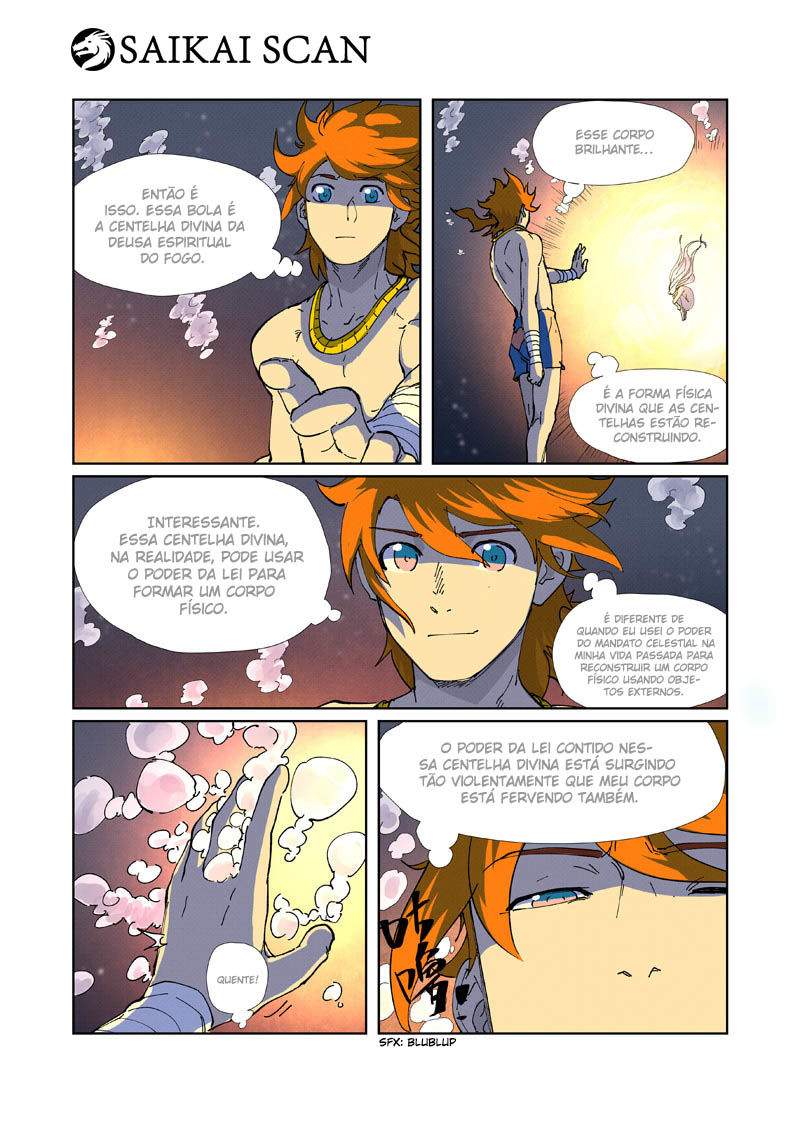 SAIKAI SCAN
ENTÃO É
ISSO. ESSA BOLA É
A CENTELHA DIVINA DA
DEUSA ESPIRITUAL
DO FOGO.
ESSE CORPO
BRILHANTE...
É A FORMA FÍSICA
DIVINA QUE AS CEN-
TELHAS ESTÃO RE-
CONSTRUINDO.
INTERESSANTE.
ESSA CENTELHA DIVINA,
NA REALIDADE, PODE USAR
O PODER DA LEI PARA
FORMAR UM CORPO
FÍSICO.
É DIFERENTE DE
QUANDO EU USEI O PODER
DO MANDATO CELESTIAL NA
MINHA VIDA PASSADA PARA
RECONSTRUIR UM CORPO
FÍSICO USANDO OBJE-
TOS EXTERNOS.
QUENTE!
O PODER DA LEI CONTIDO NES-
SA CENTELHA DIVINA ESTÁ SURGINDO
TÃO VIOLENTAMENTE QUE MEU CORPO
ESTÁ FERVENDO TAMBÉM.
咕嚕
SFX: BLUBLUP